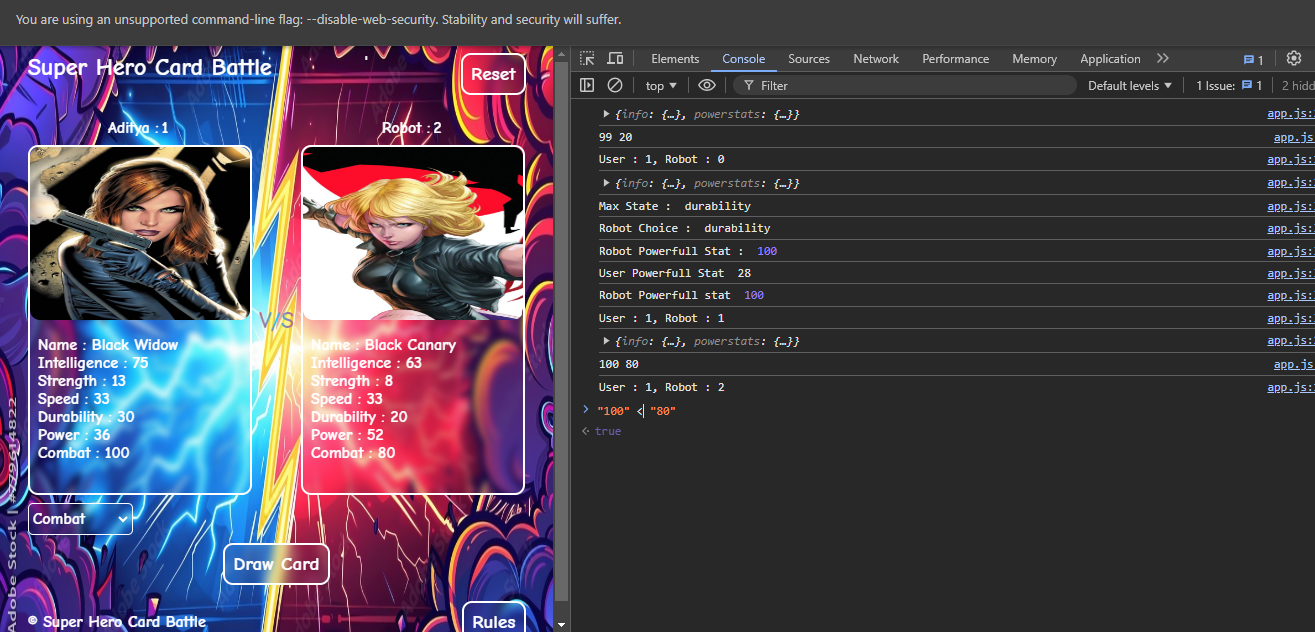 You are using an unsupported command-line flag: --disable-web-security. Stability and security will suffer.
Super Hero Card Battle
Reset
Aditya : 1
Robot : 2
V/S
Name : Black Widow
Intelligence : 75
Strength : 13
Speed : 33
Durability : 30
Power : 36
Combat : 100
Name : Black Canary
Intelligence : 63
Strength : 8
Speed : 33
Durability : 20
Power : 52
Combat : 80
Combat
Draw Card
© Super Hero Card Battle
Rules
Adobe Stock | #779614822
Elements Console Sources Network Performance Memory Application 1
top Filter Default levels 1 Issue: 1 2 hidd
{info: {…}, powerstats: {…}} app.js:
99 20 app.js
User : 1, Robot : 0 app.js:
{info: {…}, powerstats: {…}} app.js:
Max State : durability app.js:
Robot Choice : durability app.js:
Robot Powerfull Stat : 100 app.js:
User Powerfull Stat 28 app.js:
Robot Powerfull stat 100 app.js:
User : 1, Robot : 1 app.js:
{info: {…}, powerstats: {…}} app.js:
100 80 app.js
User : 1, Robot : 2 app.js:
"100" < "80"
true